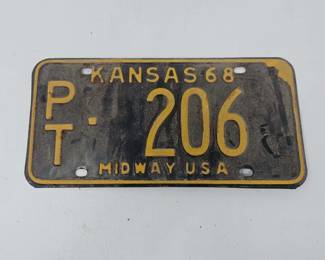 KANSAS 68
PT · 206
MIDWAY USA